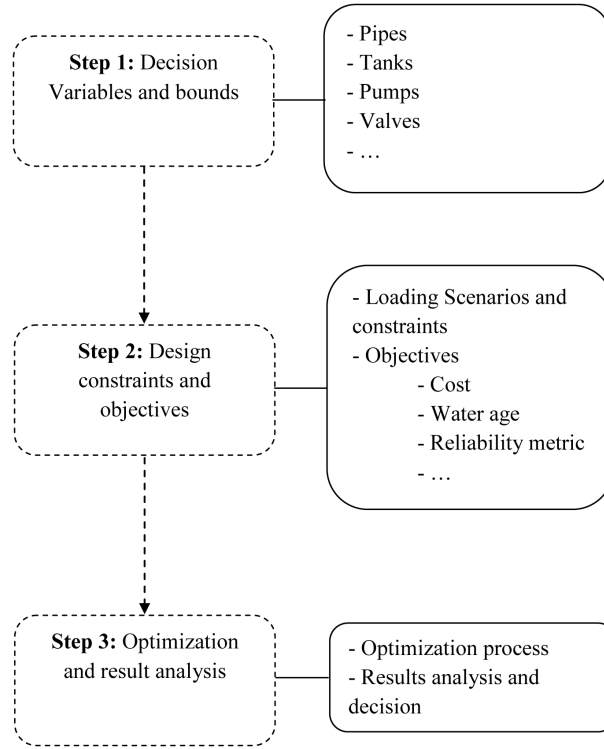 Step 1: Decision
Variables and bounds
- Pipes
- Tanks
- Pumps
- Valves
- …
Step 2: Design
constraints and
objectives
- Loading Scenarios and
constraints
- Objectives
- Cost
- Water age
- Reliability metric
- …
Step 3: Optimization
and result analysis
- Optimization process
- Results analysis and
decision